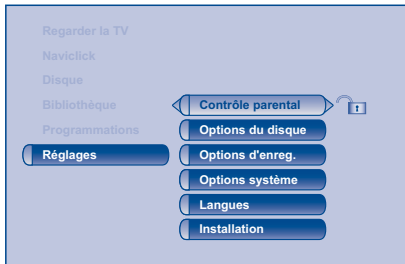 Regarder la TV
Naviclick
Disque
Bibliothèque
Contrôle parental
Programmations
Options du disque
Réglages
Options d'enreg.
Options système
Langues
Installation